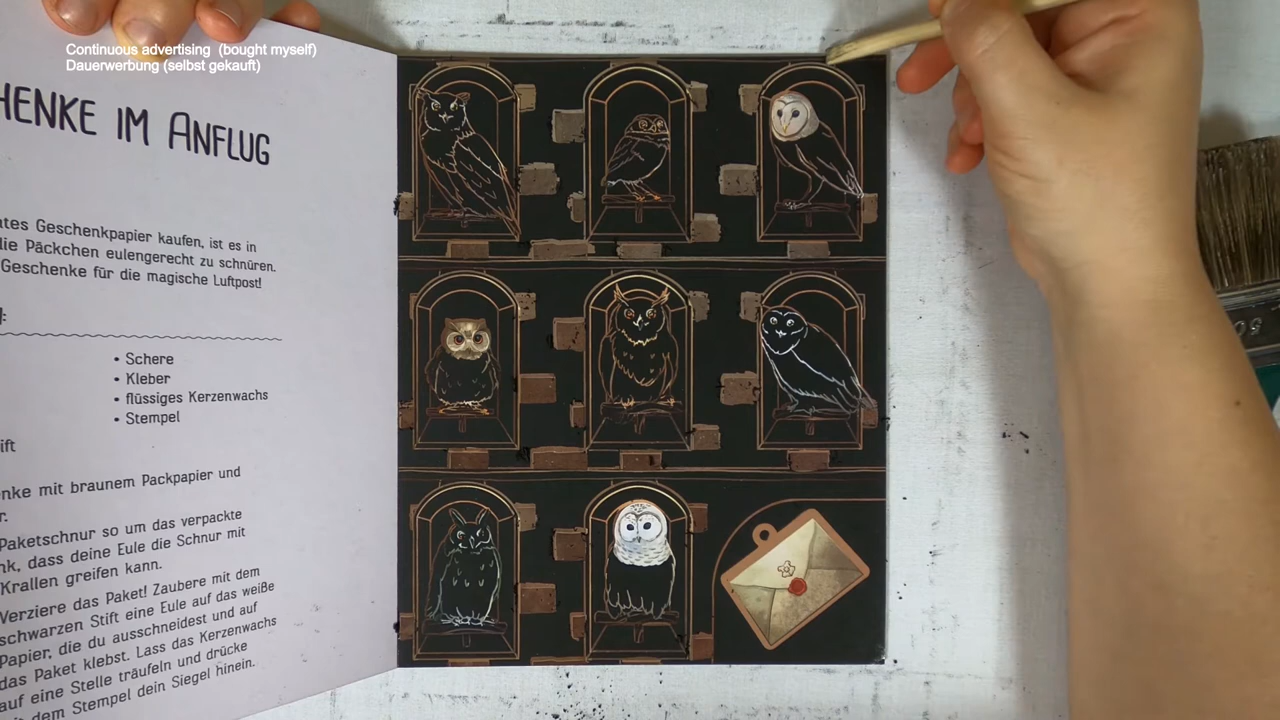 Continuous advertising (bought myself)
Dauerwerbung (selbst gekauft)
HENKE IM ANFLUG
Geschenkpapier kaufen, ist es in
die Päckchen eulengerecht zu schnüren.
Geschenke für die magische Luftpost!
• Schere
• Kleber
• flüssiges Kerzenwachs
• Stempel
mit braunem Packpapier und
Paketschnur so um das verpackte
dass deine Eule die Schnur mit
Krallen greifen kann.
Verziere das Paket! Zaubere mit dem
schwarzen Stift eine Eule auf das weiße
Papier, die du ausschneidest und auf
das Paket klebst. Lass das Kerzenwachs
auf eine Stelle träufeln und drücke
dem Stempel dein Siegel hinein.
50